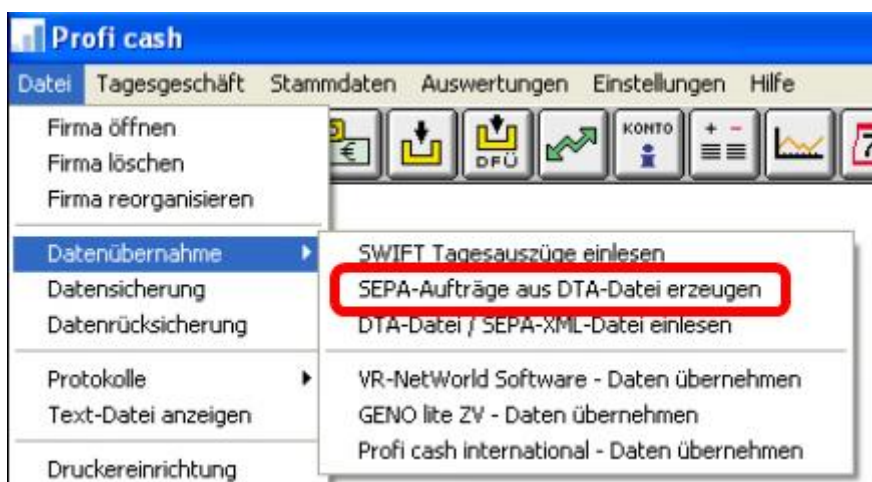 Profi cash
Datei Tagesgeschäft Stammdaten Auswertungen Einstellungen Hilfe
Firma öffnen
Firma löschen
Firma reorganisieren
KONTO
DFÜ
Datenübernahme
Datensicherung
Datenrücksicherung
Protokolle
Text-Datei anzeigen
Druckereinrichtung
SWIFT Tagesauszüge einlesen
SEPA-Aufträge aus DTA-Datei erzeugen
DTA-Datei / SEPA-XML-Datei einlesen
VR-NetWorld Software - Daten übernehmen
GENO lite ZV - Daten übernehmen
Profi cash international - Daten übernehmen